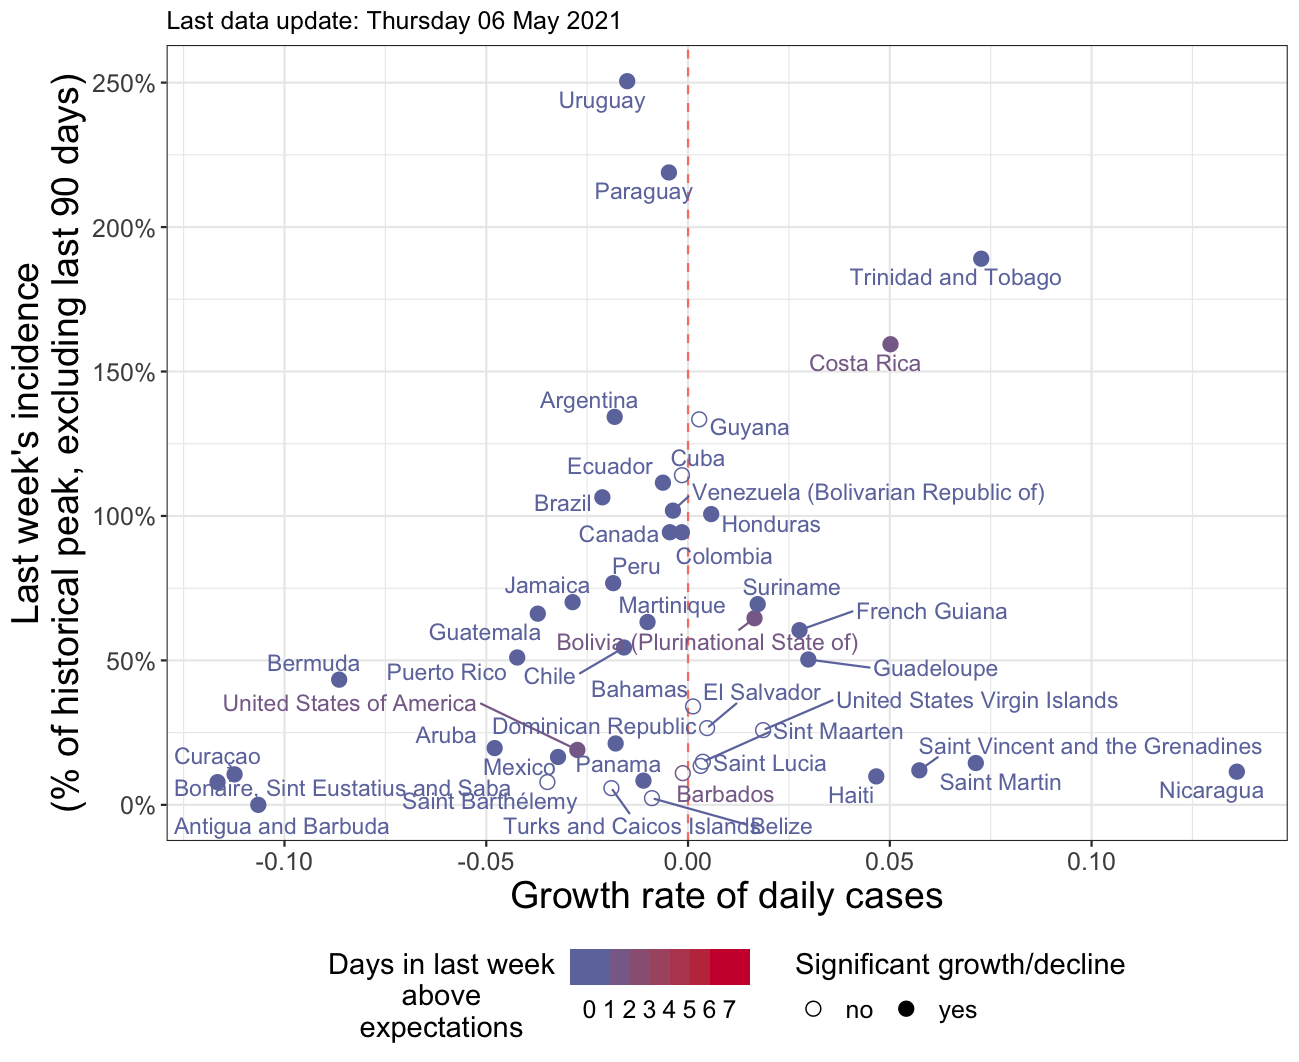 Last data update: Thursday 06 May 2021
Last week's incidence
(% of historical peak, excluding last 90 days)
250%
200%
150%
100%
50%
0%
Uruguay
Paraguay
Trinidad and Tobago
Costa Rica
Argentina
Guyana
Cuba
Ecuador
Venezuela (Bolivarian Republic of)
Brazil
Honduras
Canada
Colombia
Peru
Jamaica
Suriname
Martinique
French Guiana
Guatemala
Bolivia (Plurinational State of)
Bermuda
Puerto Rico
Chile
Guadeloupe
Bahamas
El Salvador
United States of America
United States Virgin Islands
Dominican Republic
Sint Maarten
Aruba
Saint Vincent and the Grenadines
Curaçao
Mexico
Panama
Saint Lucia
Saint Martin
Bonaire, Sint Eustatius and Saba
Nicaragua
Saint Barthélemy
Barbados
Haiti
Antigua and Barbuda
Turks and Caicos Islands
Belize
-0.10
-0.05
0.00
0.05
0.10
Growth rate of daily cases
Days in last week
above
expectations
0 1 2 3 4 5 6 7
Significant growth/decline
no
yes